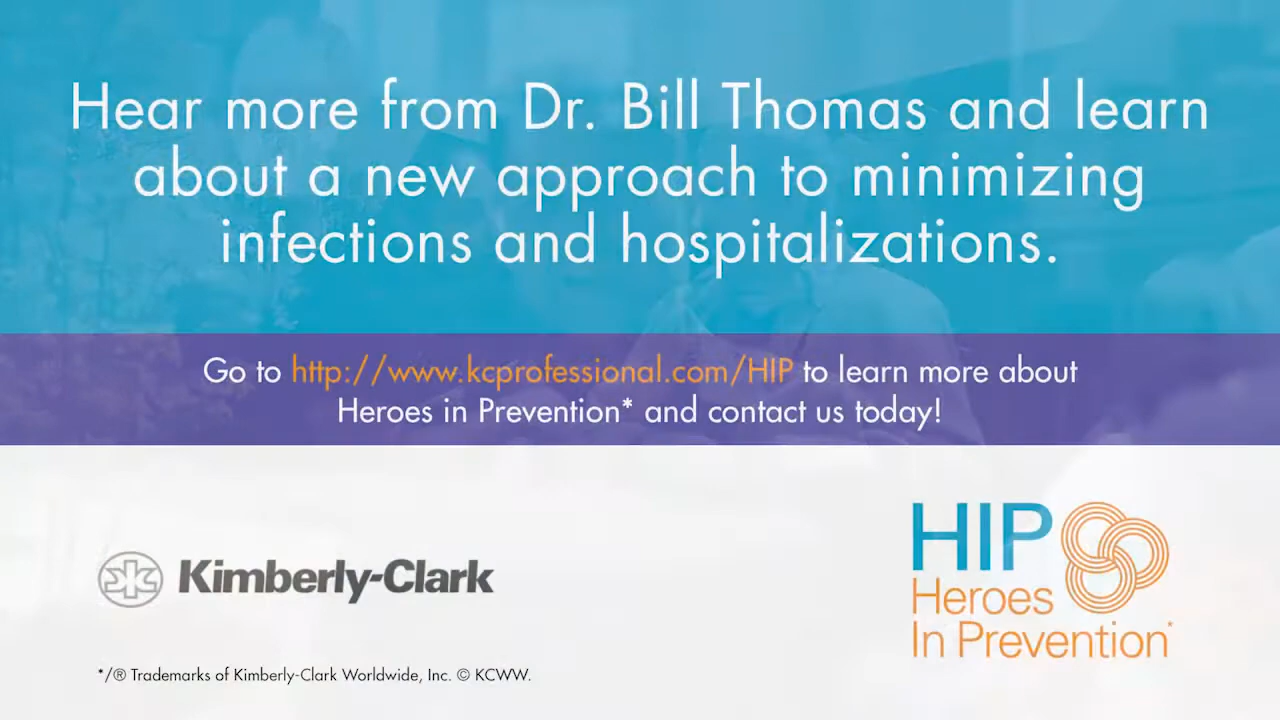 Hear more from Dr. Bill Thomas and learn
about a new approach to minimizing
infections and hospitalizations.
Go to http://www.kcprofessional.com/HIP to learn more about
Heroes in Prevention* and contact us today!
HIP
Heroes
In Prevention*
Kimberly-Clark
*/® Trademarks of Kimberly-Clark Worldwide, Inc. © KCWW.